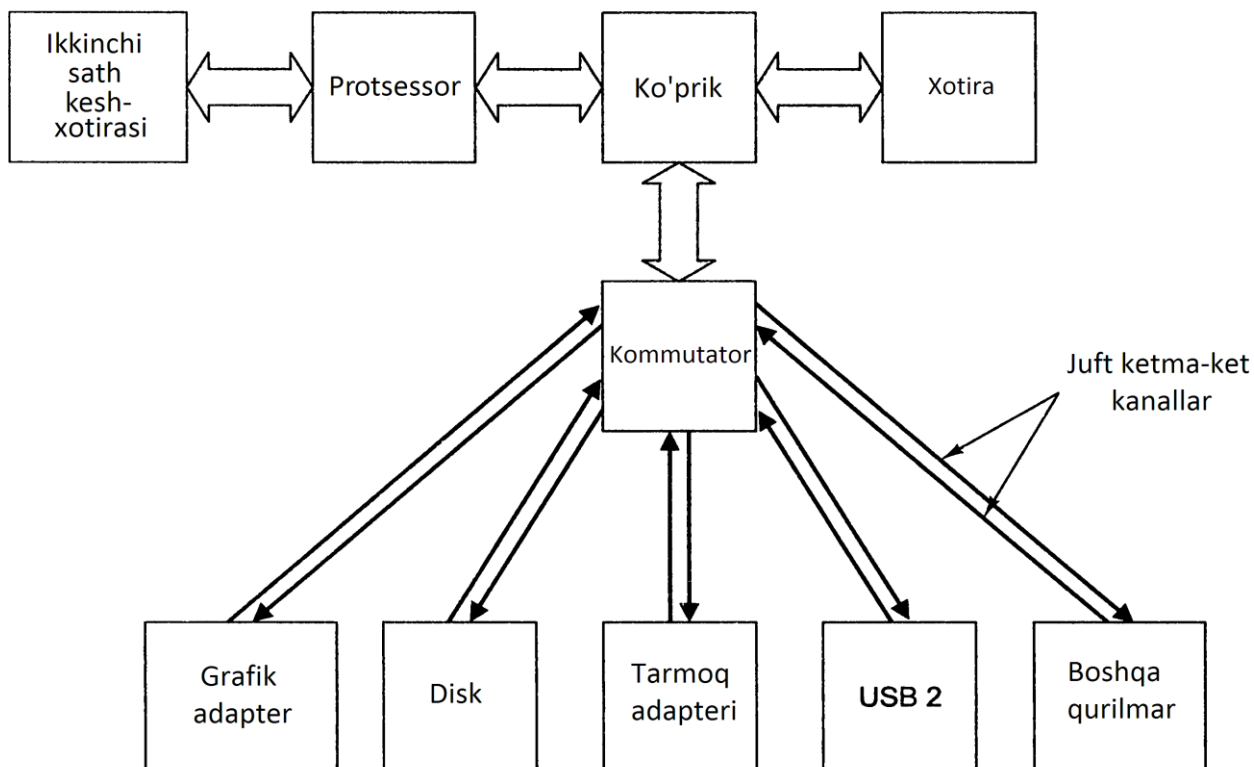 Ikkinchi
sath
kesh-
xotirasi
Protsessor
Ko'prik
Xotira
Kommutator
Juft ketma-ket
kanallar
Grafik
adapter
Disk
Tarmoq
adapteri
USB 2
Boshqa
qurilmar